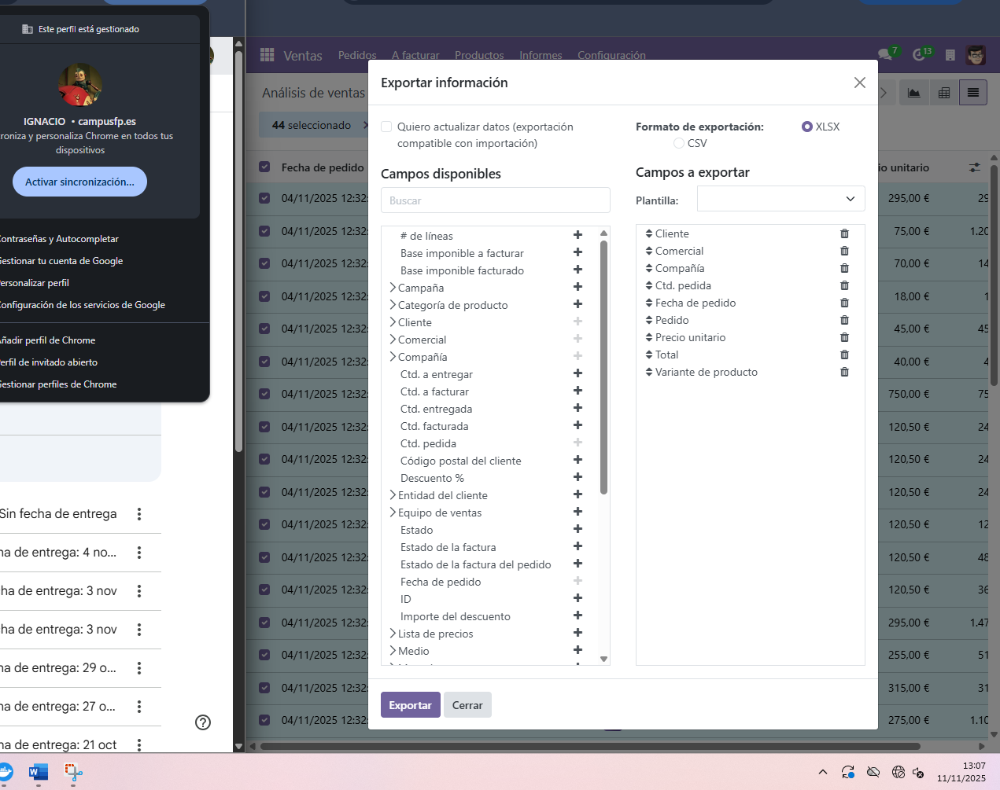 Este perfil está gestionado
IGNACIO • campusfp.es
roniza y personaliza Chrome en todos tus
dispositivos
Activar sincronización...
ontraseñas y Autocompletar
estionar tu cuenta de Google
ersonalizar perfil
onfiguración de los servicios de Google
ñadir perfil de Chrome
erfil de invitado abierto
estionar perfiles de Chrome
Sin fecha de entrega
na de entrega: 4 no...
ha de entrega: 3 nov
ha de entrega: 3 nov
na de entrega: 29 o...
na de entrega: 27 o...
na de entrega: 21 oct
Ventas Pedidos A facturar Productos Informes Configuración 7 13
Análisis de ventas
44 seleccionado
Fecha de pedido io unitario
04/11/2025 12:32: 295,00 € 29
04/11/2025 12:32: 75,00 € 1.20
04/11/2025 12:32: 70,00 € 14
04/11/2025 12:32: 18,00 € 1
04/11/2025 12:32: 45,00 € 45
04/11/2025 12:32: 40,00 € 4
04/11/2025 12:32: 750,00 € 75
04/11/2025 12:32: 120,50 € 24
04/11/2025 12:32: 120,50 € 24
04/11/2025 12:32: 120,50 € 24
04/11/2025 12:32: 120,50 € 12
04/11/2025 12:32: 120,50 € 48
04/11/2025 12:32: 120,50 € 36
04/11/2025 12:32: 295,00 € 1.47
04/11/2025 12:32: 255,00 € 51
04/11/2025 12:32: 315,00 € 31
04/11/2025 12:32: 275,00 € 1.10
Exportar información
Quiero actualizar datos (exportación
compatible con importación)
Formato de exportación: XLSX
CSV
Campos disponibles
Buscar
# de líneas
Base imponible a facturar
Base imponible facturado
Campaña
Categoría de producto
Cliente
Comercial
Compañía
Ctd. a entregar
Ctd. a facturar
Ctd. entregada
Ctd. facturada
Ctd. pedida
Código postal del cliente
Descuento %
Entidad del cliente
Equipo de ventas
Estado
Estado de la factura
Estado de la factura del pedido
Fecha de pedido
ID
Importe del descuento
Lista de precios
Medio
Campos a exportar
Plantilla:
Cliente
Comercial
Compañía
Ctd. pedida
Fecha de pedido
Pedido
Precio unitario
Total
Variante de producto
Exportar Cerrar
W
13:07
11/11/2025